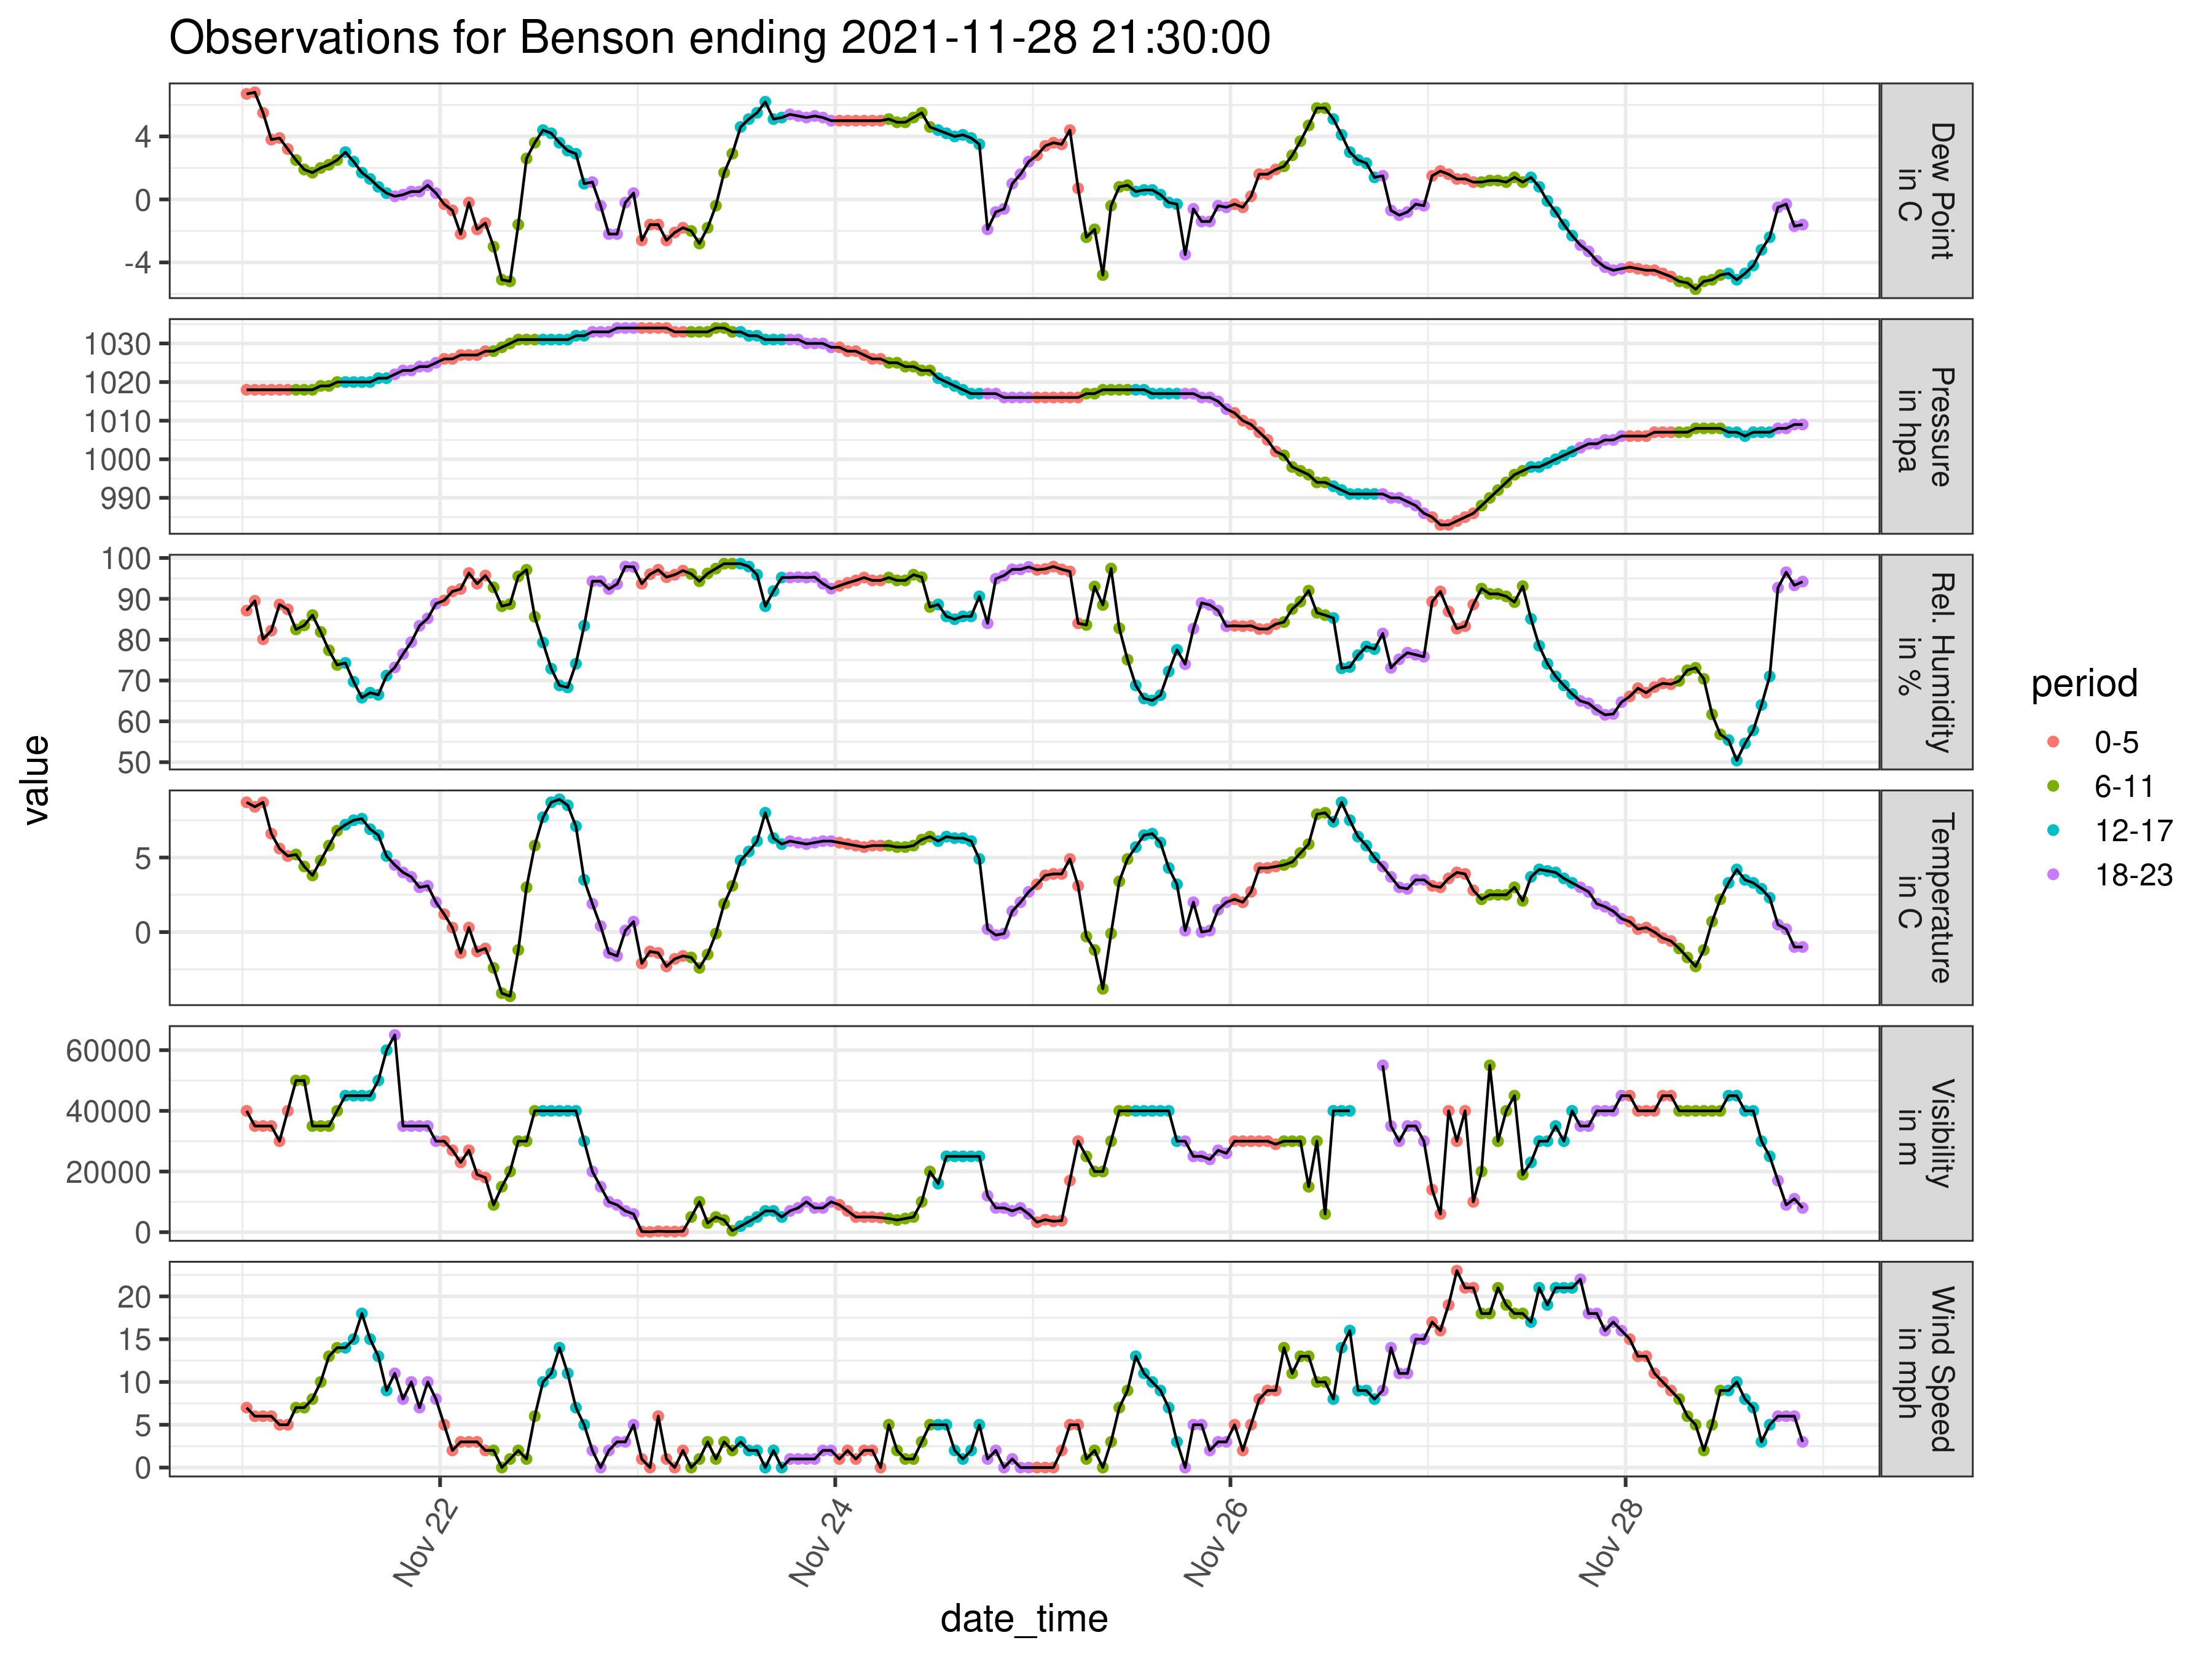 Observations for Benson ending 2021-11-28 21:30:00
value
4
0
-4
Dew Point
in C
1030
1020
1010
1000
990
Pressure
in hpa
100
90
80
70
60
50
Rel. Humidity
in %
5
0
Temperature
in C
60000
40000
20000
0
Visibility
in m
20
15
10
5
0
Wind Speed
in mph
Nov 22
Nov 24
Nov 26
Nov 28
date_time
period
0-5
6-11
12-17
18-23